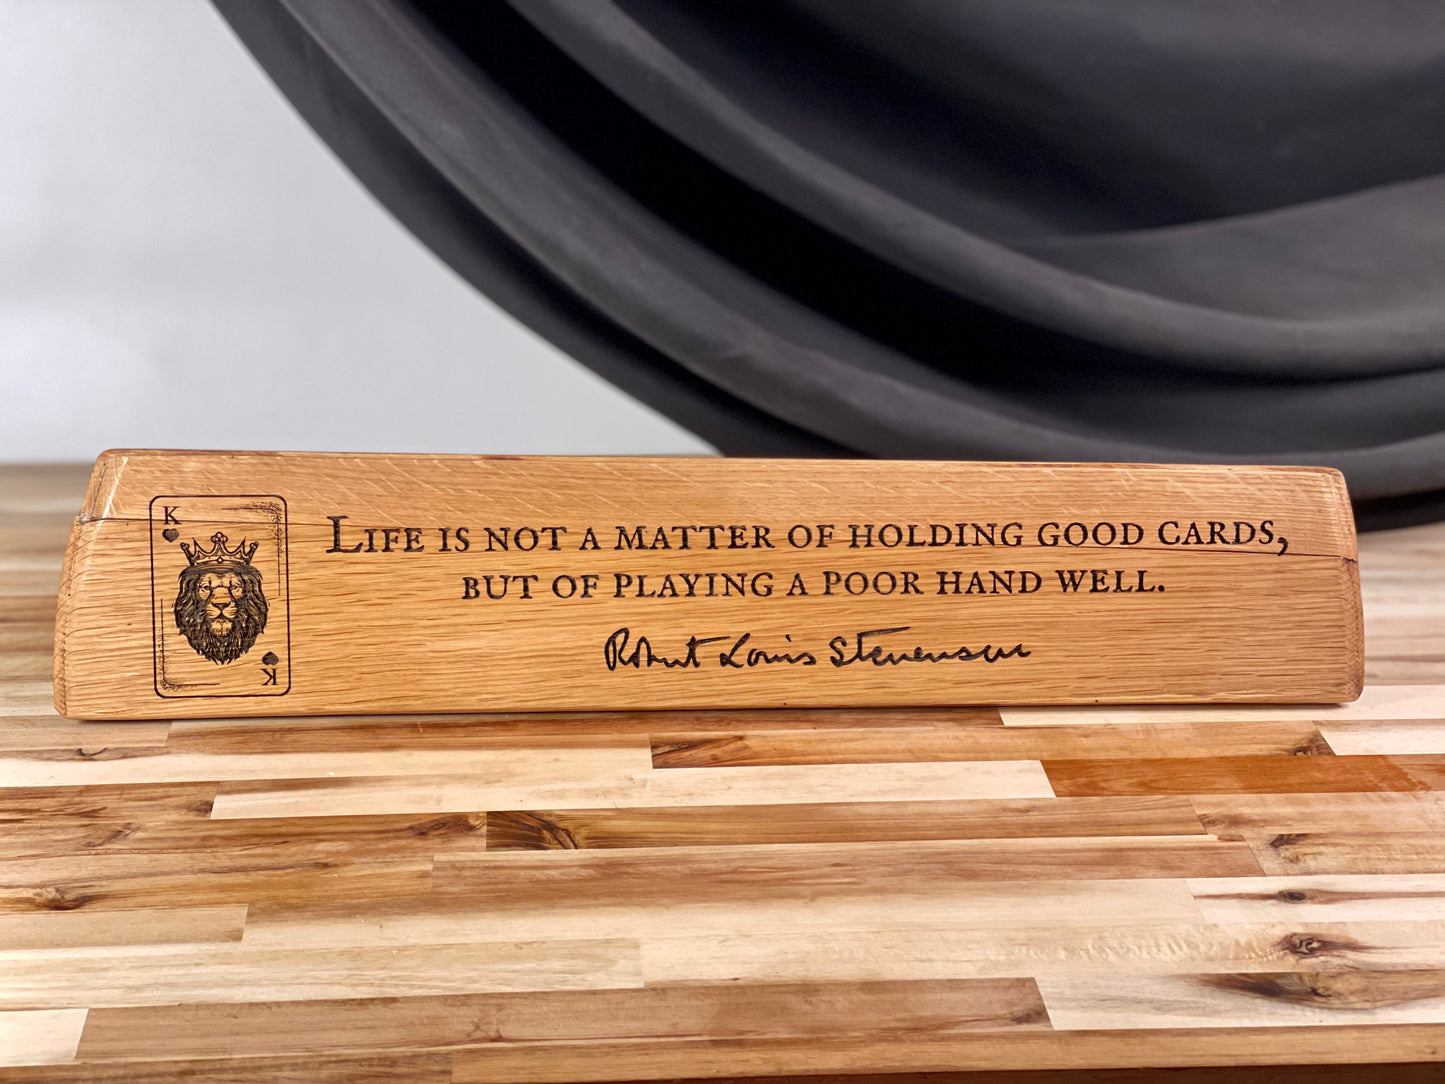 K
LIFE IS NOT A MATTER OF HOLDING GOOD CARDS,
BUT OF PLAYING A POOR HAND WELL.
Robert Louis Stevenson
K